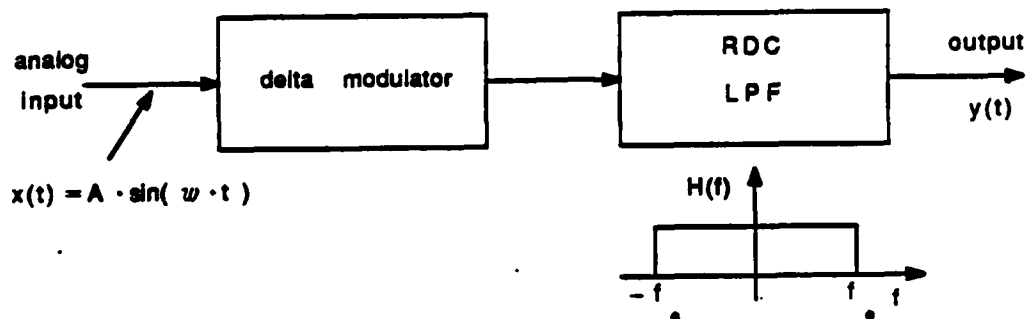 analog
input
delta modulator
RDC
LPF
output
y(t)
x(t) = A · sin( w · t )
H(f)
- f
f
f